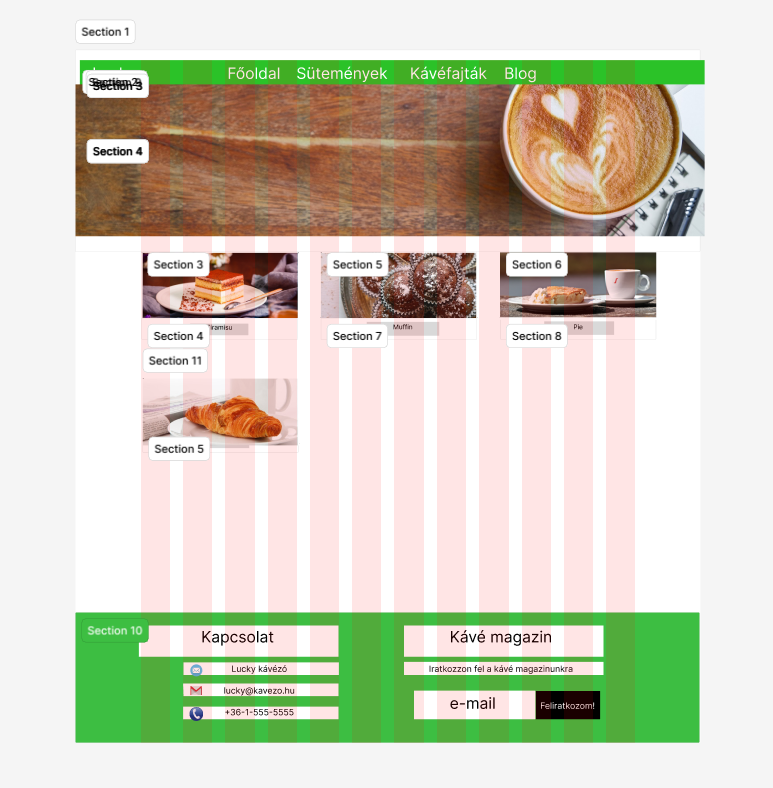 Section 1
Főoldal Sütemények Kávéfajták Blog
Section 3
Section 4
Section 3 Section 5 Section 6
Tiramisu Muffin Pie
Section 4 Section 7 Section 8
Section 11
Section 5
Section 10
Kapcsolat Kávé magazin
Lucky kávézó Iratkozzon fel a kávé magazinunkra
lucky@kavezo.hu
e-mail Feliratkozom!
+36-1-555-5555